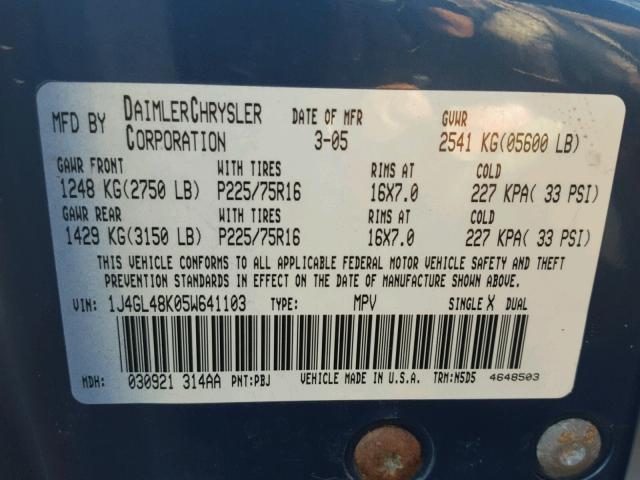 MFD BY DAIMLERCHRYSLER CORPORATION DATE OF MFR 3-05 GVWR 2541 KG(05600 LB)
GAWR FRONT WITH TIRES RIMS AT COLD
1248 KG(2750 LB) P225/75R16 16X7.0 227 KPA( 33 PSI)
GAWR REAR WITH TIRES RIMS AT COLD
1429 KG(3150 LB) P225/75R16 16X7.0 227 KPA( 33 PSI)
THIS VEHICLE CONFORMS TO ALL APPLICABLE FEDERAL MOTOR VEHICLE SAFETY AND THEFT
PREVENTION STANDARDS IN EFFECT ON THE DATE OF MANUFACTURE SHOWN ABOVE.
VIN: 1J4GL48K05W641103 TYPE: MPV SINGLE X DUAL
MDH: 030921 314AA PNT:PBJ VEHICLE MADE IN U.S.A. TRM:N5D5 4648503